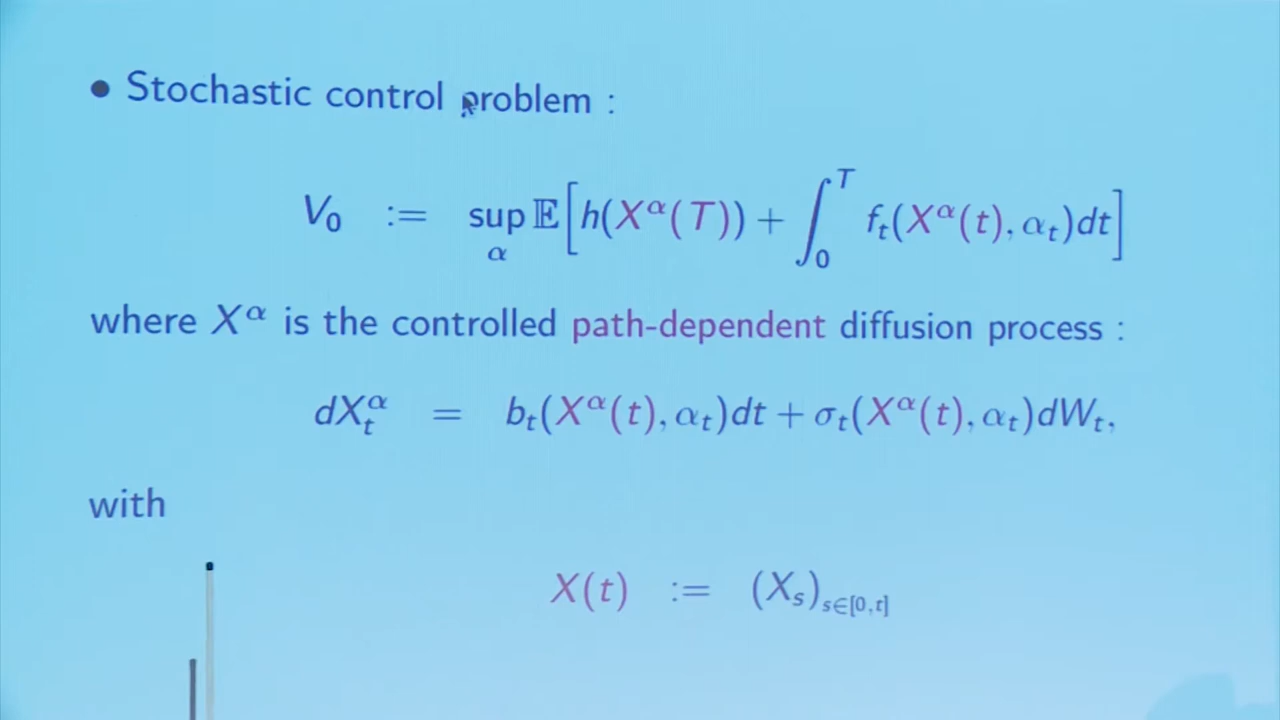 • Stochastic control problem :
V₀ := sup_α 𝔼[h(X^α(T)) + ∫₀^T f_t(X^α(t), α_t)dt]
where X^α is the controlled path-dependent diffusion process :
dX_t^α = b_t(X^α(t), α_t)dt + σ_t(X^α(t), α_t)dW_t,
with
X(t) := (X_s)_{s∈[0,t]}